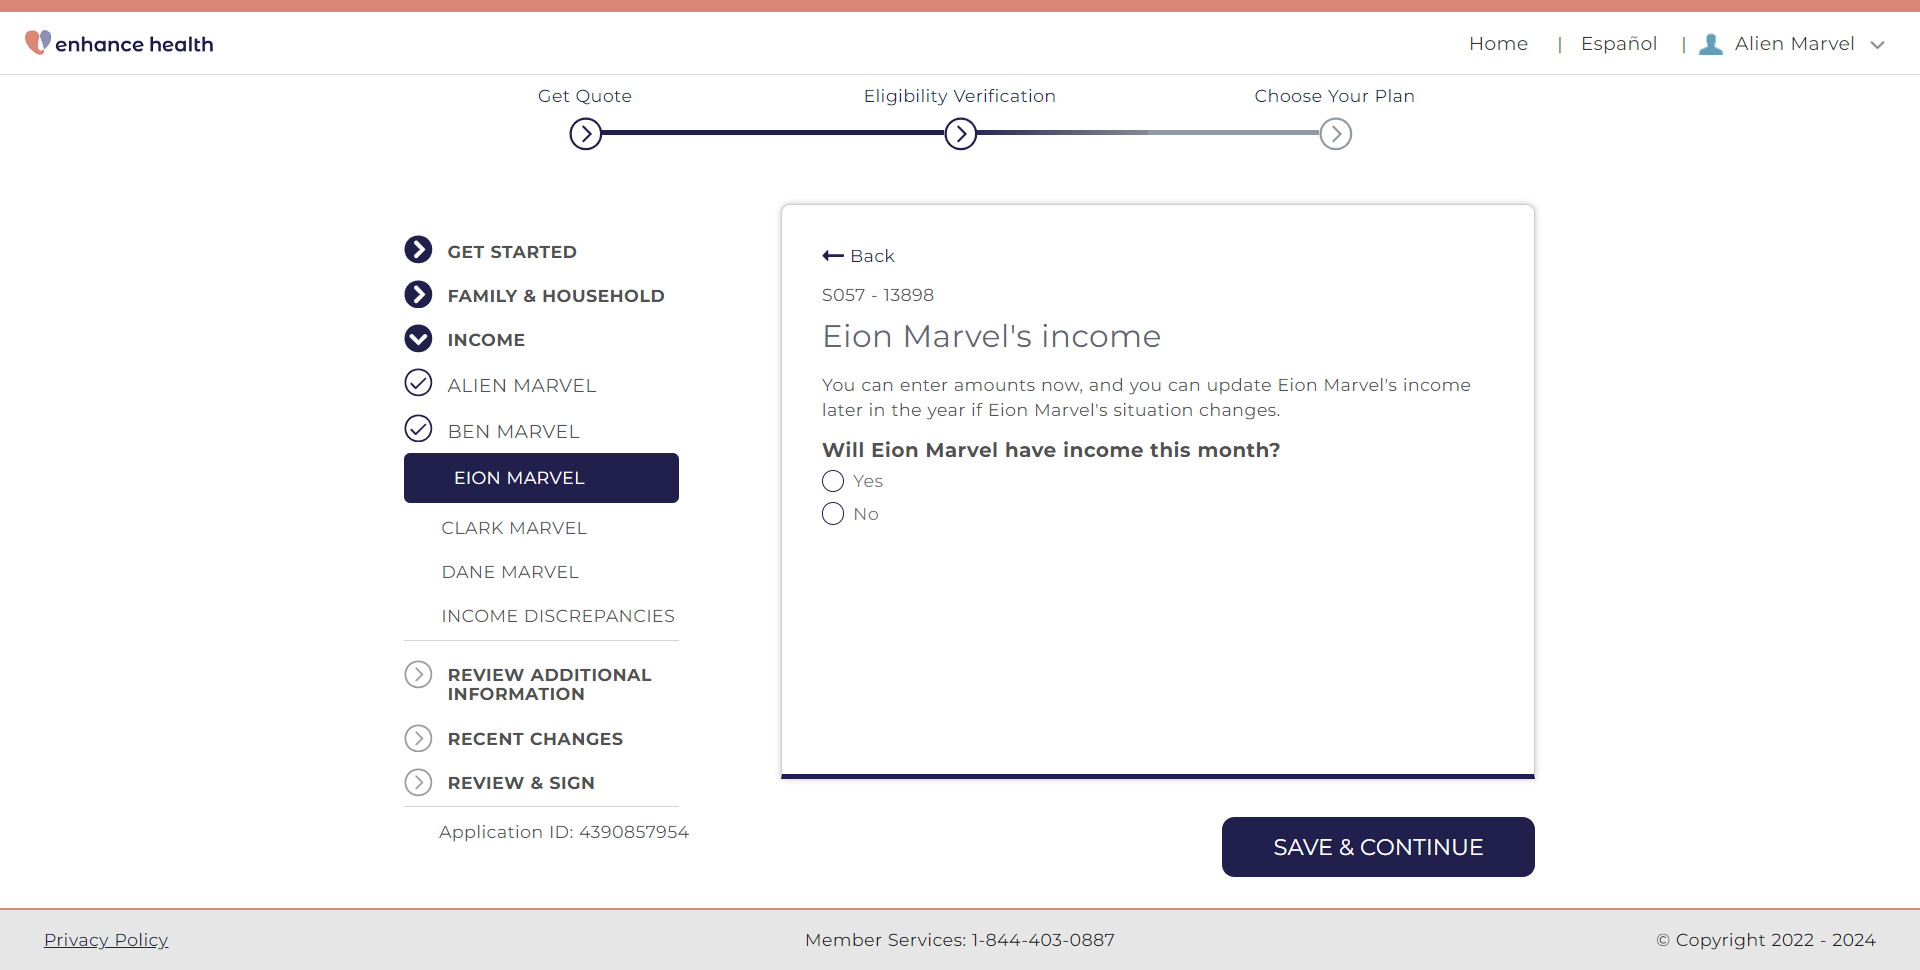 enhance health
Home | Español | Alien Marvel
Get Quote
Eligibility Verification
Choose Your Plan
GET STARTED
FAMILY & HOUSEHOLD
INCOME
ALIEN MARVEL
BEN MARVEL
EION MARVEL
CLARK MARVEL
DANE MARVEL
INCOME DISCREPANCIES
REVIEW ADDITIONAL
INFORMATION
RECENT CHANGES
REVIEW & SIGN
Application ID: 4390857954
Back
S057 - 13898
Eion Marvel's income
You can enter amounts now, and you can update Eion Marvel's income
later in the year if Eion Marvel's situation changes.
Will Eion Marvel have income this month?
Yes
No
SAVE & CONTINUE
Privacy Policy
Member Services: 1-844-403-0887
© Copyright 2022 - 2024